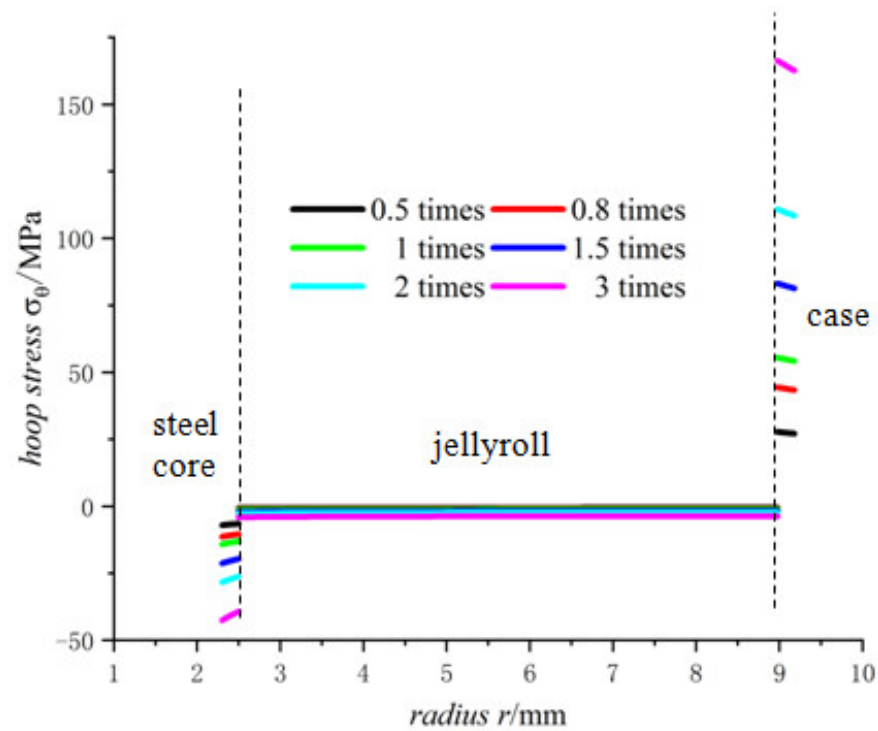 150
100
50
0
−50
hoop stress σθ/MPa
0.5 times 0.8 times
1 times 1.5 times
2 times 3 times
case
steel
core
jellyroll
1 2 3 4 5 6 7 8 9 10
radius r/mm